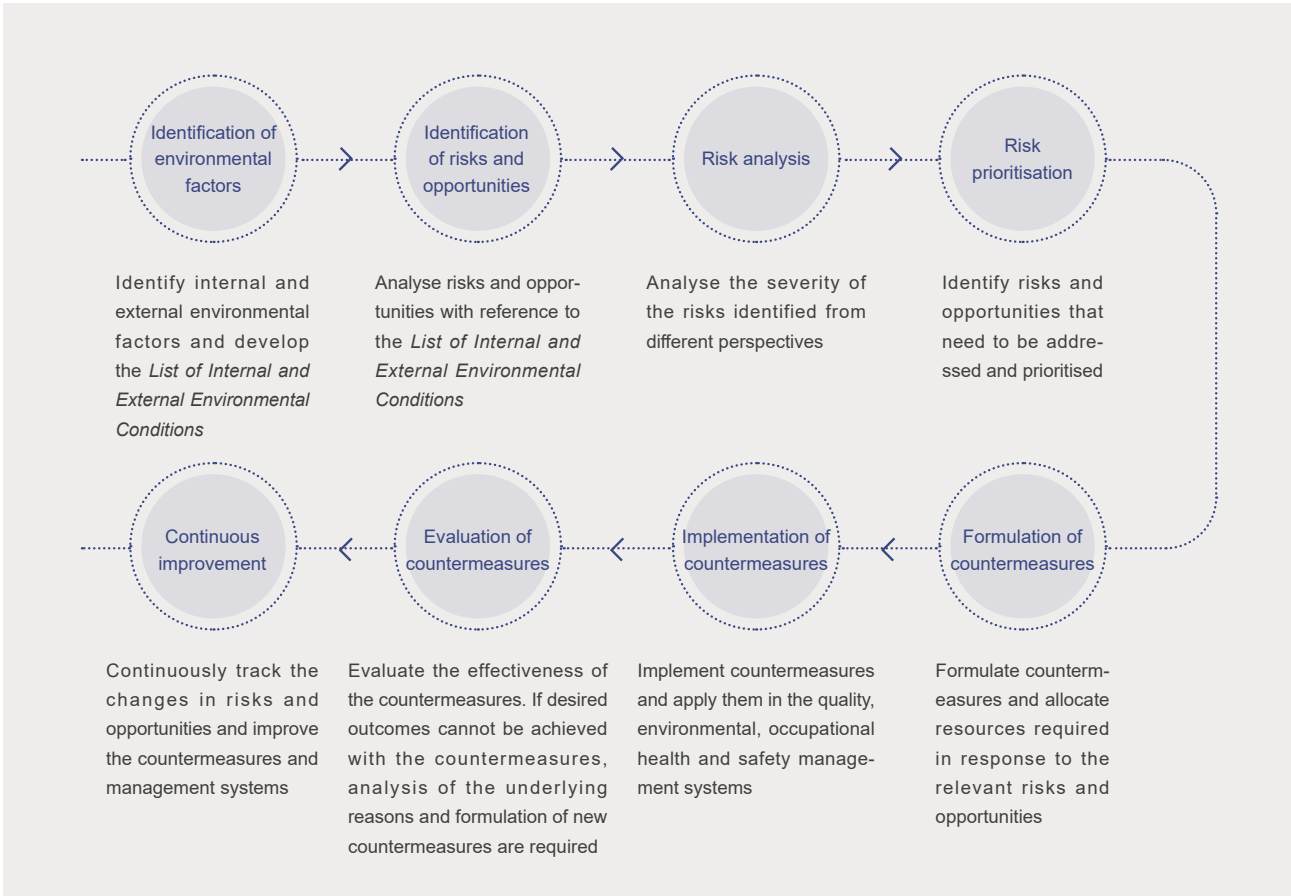 Identification of
environmental
factors
Identify internal and
external environmental
factors and develop
the List of Internal and
External Environmental
Conditions
Identification
of risks and
opportunities
Analyse risks and oppor-
tunities with reference to
the List of Internal and
External Environmental
Conditions
Risk analysis
Analyse the severity of
the risks identified from
different perspectives
Risk
prioritisation
Identify risks and
opportunities that
need to be addre-
ssed and prioritised
Formulation of
countermeasures
Formulate counterm-
easures and allocate
resources required
in response to the
relevant risks and
opportunities
Implementation of
countermeasures
Implement countermeasures
and apply them in the quality,
environmental, occupational
health and safety manage-
ment systems
Evaluation of
countermeasures
Evaluate the effectiveness of
the countermeasures. If desired
outcomes cannot be achieved
with the countermeasures,
analysis of the underlying
reasons and formulation of new
countermeasures are required
Continuous
improvement
Continuously track the
changes in risks and
opportunities and improve
the countermeasures and
management systems